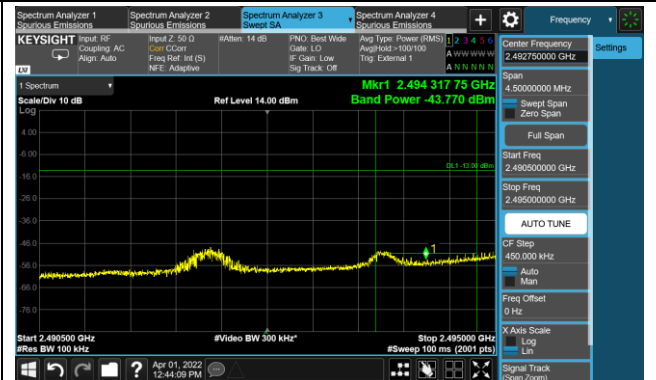 Spectrum Analyzer 1
Spurious Emissions
Spectrum Analyzer 2
Spurious Emissions
Spectrum Analyzer 3
Swept SA
Spectrum Analyzer 4
Spurious Emissions
+
Frequency
KEYSIGHT
Input: RF
Coupling: AC
Align: Auto
Input Z: 50 Ω
Corr CCorr
Freq Ref: Int (S)
NFE: Adaptive
#Atten: 14 dB
PNO: Best Wide
Gate: LO
IF Gain: Low
Sig Track: Off
Avg Type: Power (RMS)
Avg|Hold:>100/100
Trig: External 1
1 2 3 4 5 6
A W W W W W
A N N N N N
LXI
1 Spectrum
Scale/Div 10 dB
Log
Ref Level 14.00 dBm
Mkr1 2.494 317 75 GHz
Band Power -43.770 dBm
4.00
-6.00
-16.0
-26.0
-36.0
-46.0
-56.0
-66.0
-76.0
DL1 -13.00 dBm
1
Start 2.490500 GHz
#Res BW 100 kHz
#Video BW 300 kHz*
Stop 2.495000 GHz
#Sweep 100 ms (2001 pts)
Center Frequency
2.492750000 GHz
Settings
Span
4.50000000 MHz
Swept Span
Zero Span
Full Span
Start Freq
2.490500000 GHz
Stop Freq
2.495000000 GHz
AUTO TUNE
CF Step
450.000 kHz
Auto
Man
Freq Offset
0 Hz
X Axis Scale
Log
Lin
Signal Track
(Span Zoom)
?
Apr 01, 2022
12:44:09 PM